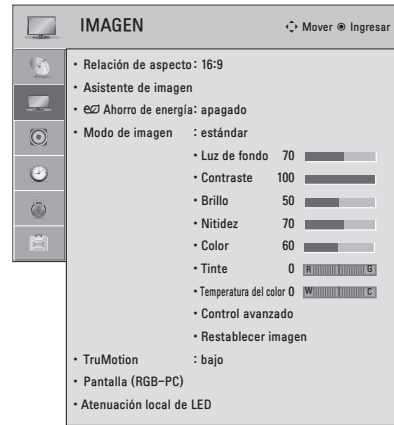 IMAGEN
Mover Ingresar
• Relación de aspecto : 16:9
• Asistente de imagen
• Ahorro de energía : apagado
• Modo de imagen : estándar
• Luz de fondo 70
• Contraste 100
• Brillo 50
• Nitidez 70
• Color 60
• Tinte 0 R G
• Temperatura del color 0 W C
• Control avanzado
• Restablecer imagen
• TruMotion : bajo
• Pantalla (RGB-PC)
• Atenuación local de LED